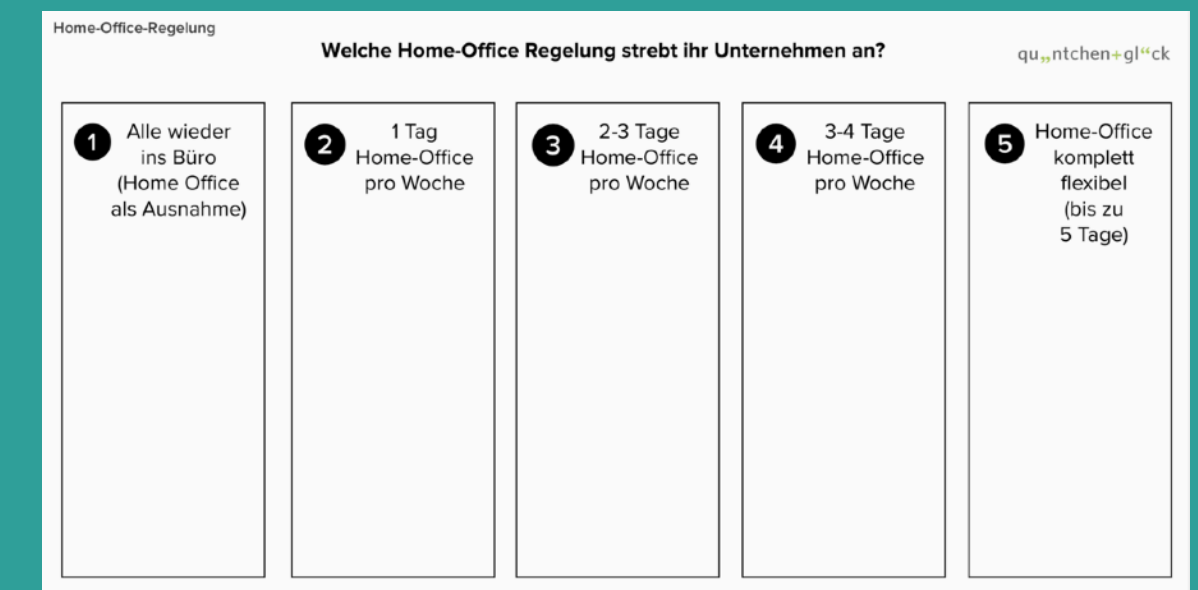 Home-Office-Regelung
Welche Home-Office Regelung strebt ihr Unternehmen an?
qu„ntchen+gl“ck
1
Alle wieder
ins Büro
(Home Office
als Ausnahme)
2
1 Tag
Home-Office
pro Woche
3
2-3 Tage
Home-Office
pro Woche
4
3-4 Tage
Home-Office
pro Woche
5
Home-Office
komplett
flexibel
(bis zu
5 Tage)